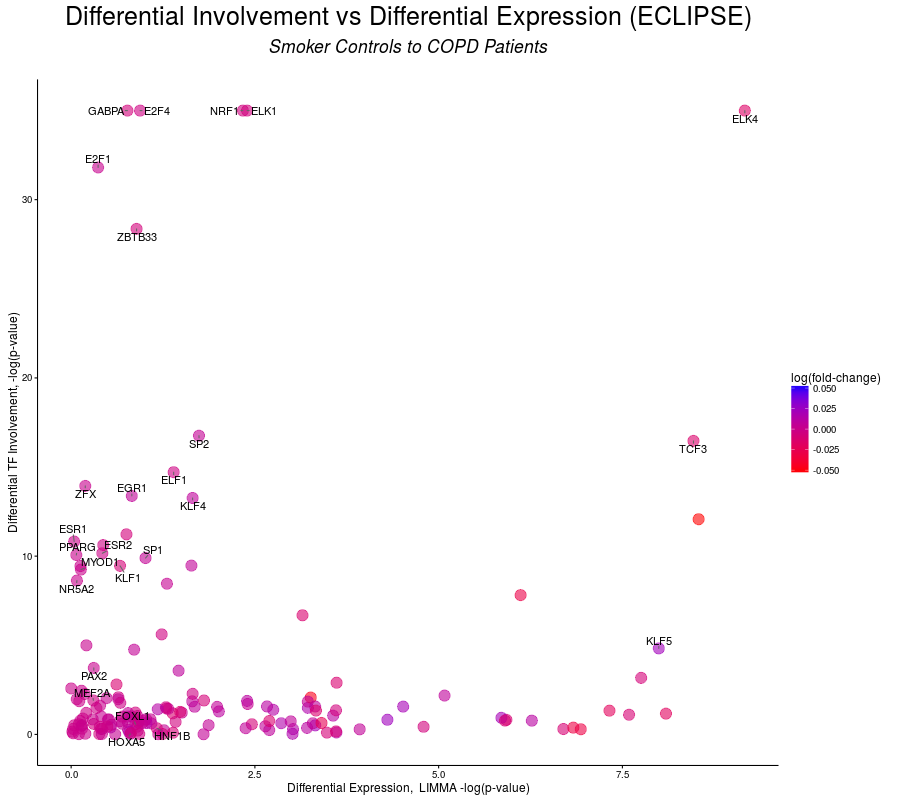 Differential Involvement vs Differential Expression (ECLIPSE)
Smoker Controls to COPD Patients
GABPA E2F4 NRF1 ELK1
ELK4
E2F1
ZBTB33
SP2
TCF3
ELF1
EGR1
ZFX
KLF4
ESR1
PPARG ESR2 SP1
MYOD1
KLF1
NR5A2
KLF5
PAX2
MEF2A
FOXL1
HOXA5 HNF1B
30
20
10
0
Differential TF Involvement, -log(p-value)
0.0 2.5 5.0 7.5
Differential Expression, LIMMA -log(p-value)
log(fold-change)
0.050
0.025
0.000
-0.025
-0.050